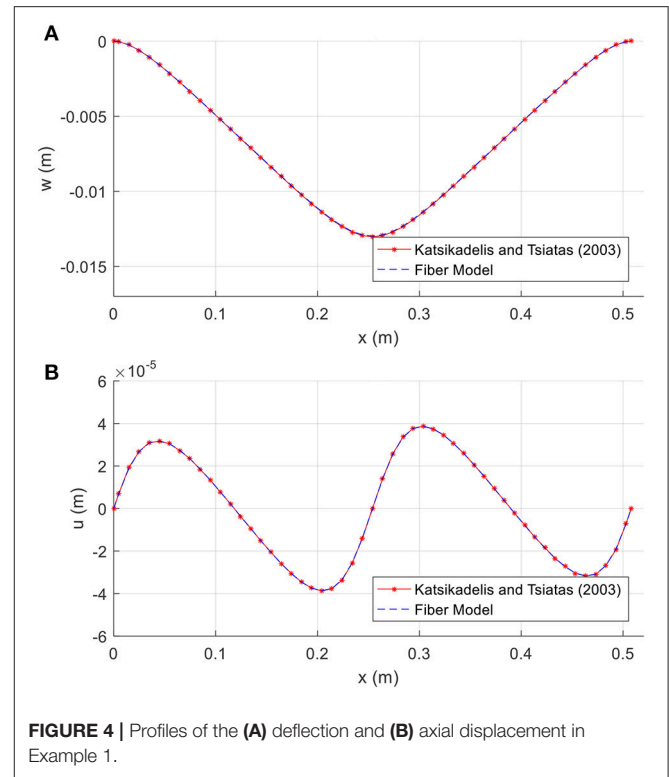 A
0
-0.005
-0.01
-0.015
w (m)
Katsikadelis and Tsiatas (2003)
Fiber Model
0 0.1 0.2 0.3 0.4 0.5
x (m)
B
×10⁻⁵
6
4
2
0
-2
-4
-6
u (m)
Katsikadelis and Tsiatas (2003)
Fiber Model
0 0.1 0.2 0.3 0.4 0.5
x (m)
FIGURE 4 | Profiles of the (A) deflection and (B) axial displacement in
Example 1.